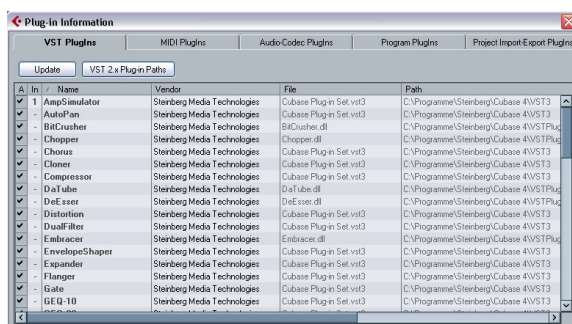 Plug-in Information
VST PlugIns MIDI PlugIns Audio-Codec PlugIns Program PlugIns Project Import-Export PlugIns
Update VST 2.x Plug-in Paths
A In / Name Vendor File Path
1 AmpSimulator Steinberg Media Technologies Cubase Plug-in Set.vst3 C:\Programme\Steinberg\Cubase 4\VST3
- AutoPan Steinberg Media Technologies Cubase Plug-in Set.vst3 C:\Programme\Steinberg\Cubase 4\VST3
- BitCrusher Steinberg Media Technologies BitCrusher.dll C:\Programme\Steinberg\Cubase 4\VSTPlug
- Chopper Steinberg Media Technologies Chopper.dll C:\Programme\Steinberg\Cubase 4\VSTPlug
- Chorus Steinberg Media Technologies Cubase Plug-in Set.vst3 C:\Programme\Steinberg\Cubase 4\VST3
- Cloner Steinberg Media Technologies Cubase Plug-in Set.vst3 C:\Programme\Steinberg\Cubase 4\VST3
- Compressor Steinberg Media Technologies Cubase Plug-in Set.vst3 C:\Programme\Steinberg\Cubase 4\VST3
- DaTube Steinberg Media Technologies DaTube.dll C:\Programme\Steinberg\Cubase 4\VSTPlug
- DeEsser Steinberg Media Technologies DeEsser.dll C:\Programme\Steinberg\Cubase 4\VSTPlug
- Distortion Steinberg Media Technologies Cubase Plug-in Set.vst3 C:\Programme\Steinberg\Cubase 4\VST3
- DualFilter Steinberg Media Technologies Cubase Plug-in Set.vst3 C:\Programme\Steinberg\Cubase 4\VST3
- Embracer Steinberg Media Technologies Embracer.dll C:\Programme\Steinberg\Cubase 4\VSTPlug
- EnvelopeShaper Steinberg Media Technologies Cubase Plug-in Set.vst3 C:\Programme\Steinberg\Cubase 4\VST3
- Expander Steinberg Media Technologies Cubase Plug-in Set.vst3 C:\Programme\Steinberg\Cubase 4\VST3
- Flanger Steinberg Media Technologies Cubase Plug-in Set.vst3 C:\Programme\Steinberg\Cubase 4\VST3
- Gate Steinberg Media Technologies Cubase Plug-in Set.vst3 C:\Programme\Steinberg\Cubase 4\VST3
- GEQ-10 Steinberg Media Technologies Cubase Plug-in Set.vst3 C:\Programme\Steinberg\Cubase 4\VST3